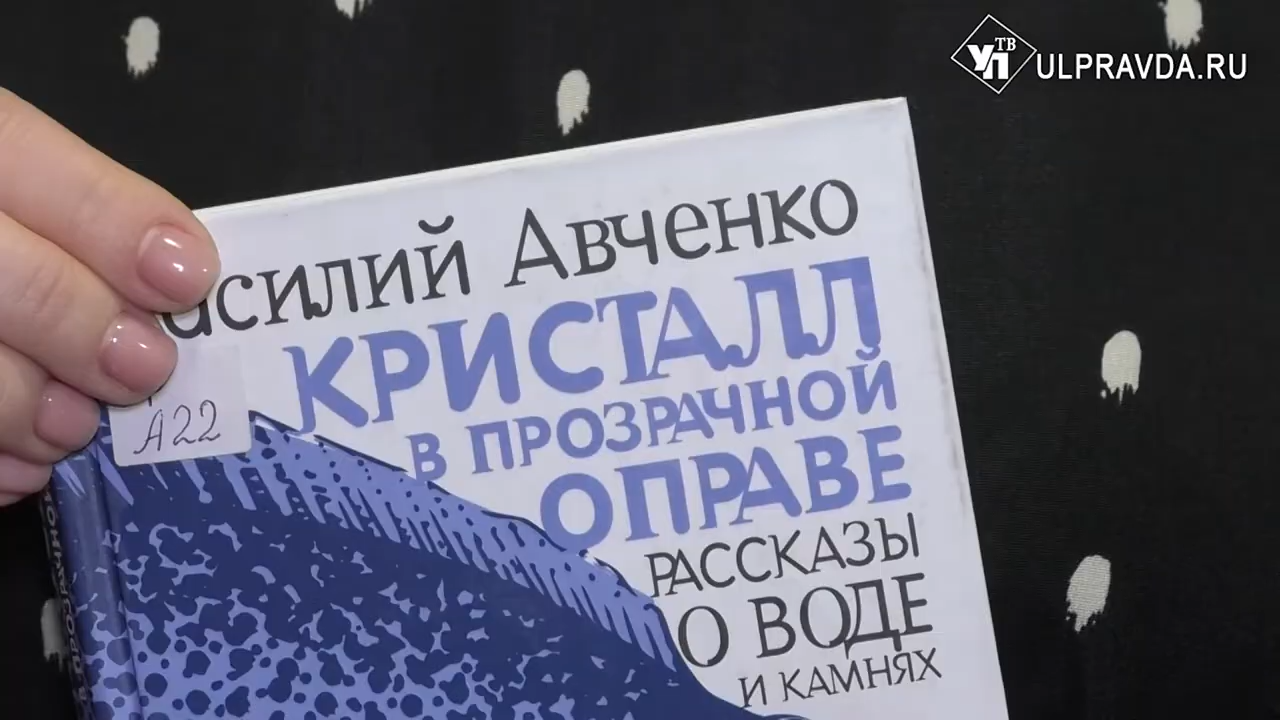 УП ТВ ULPRAVDA.RU
асилий Авченко
КРИСТАЛЛ
В ПРОЗРАЧНОЙ
ОПРАВЕ
РАССКАЗЫ
О ВОДЕ
И КАМНЯХ
А22